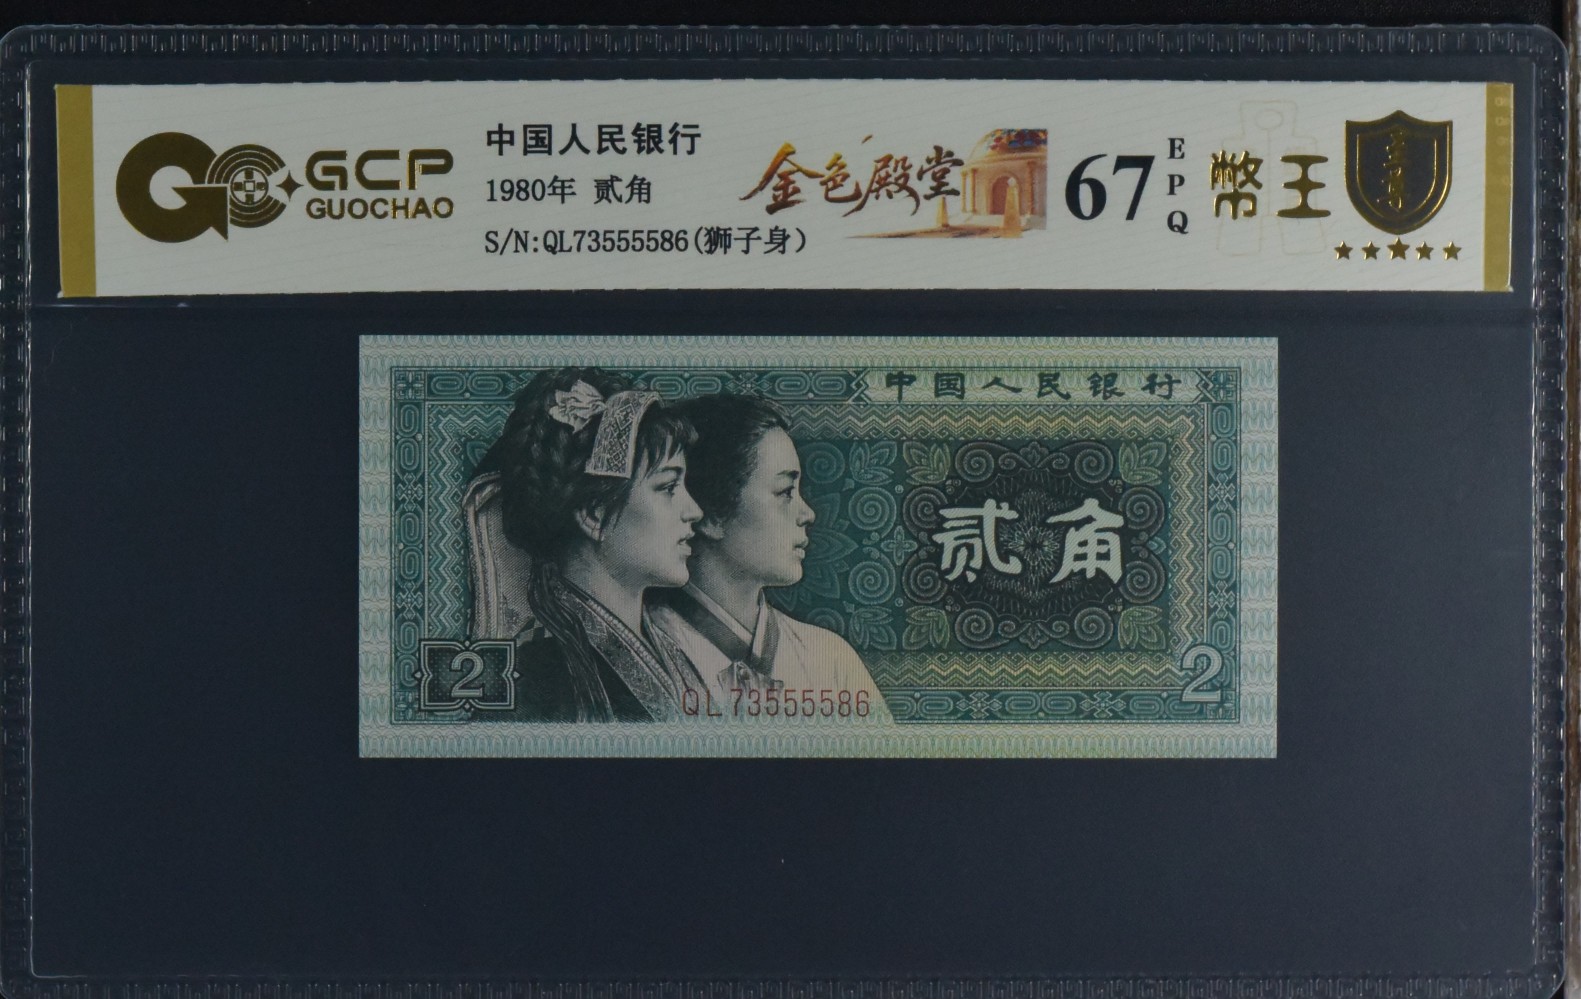 GCP
GUOCHAO
中国人民银行
1980年 贰角
S/N:QL73555586(狮子身)
金色殿堂
67
EPQ
幣王
至尊
中国人民银行
贰角
2
2
QL73555586